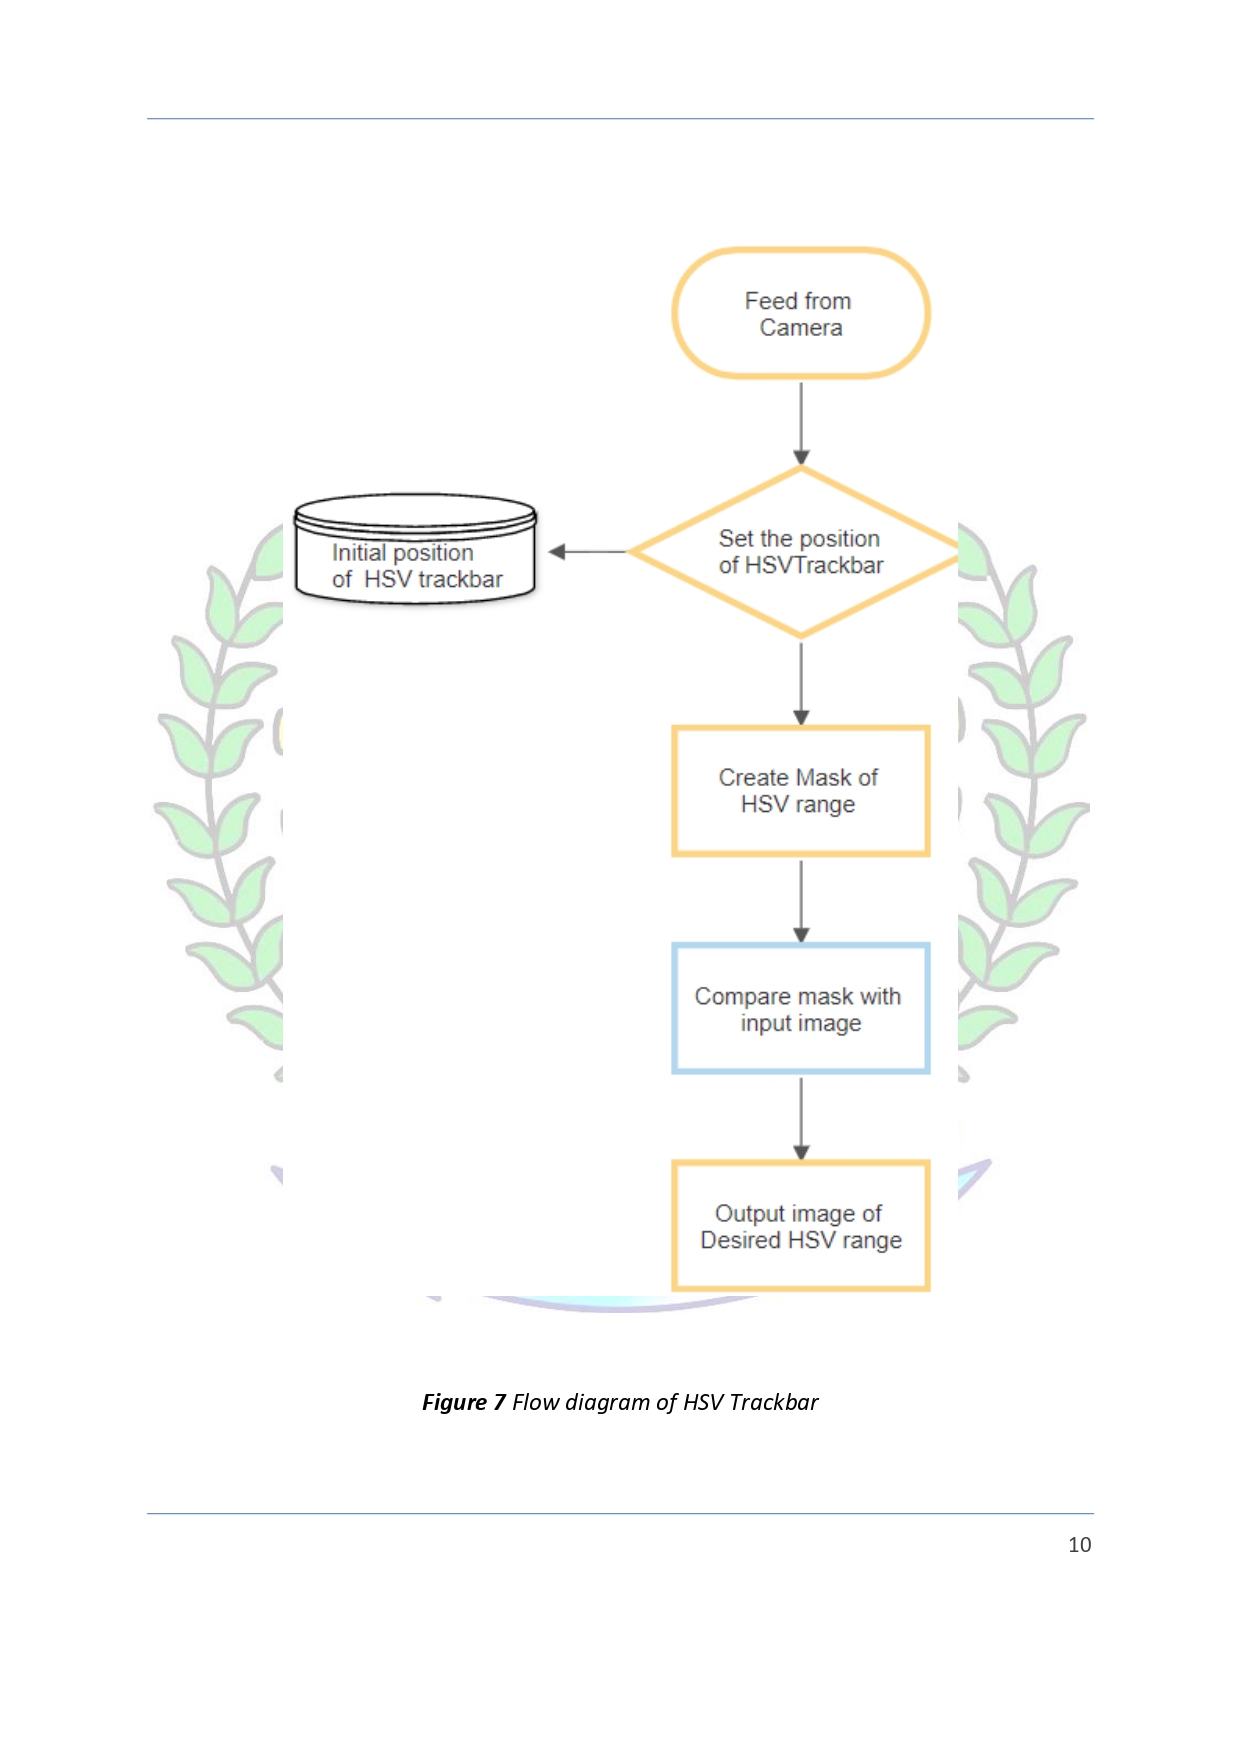 Feed from
Camera
Set the position
of HSVTrackbar
Initial position
of HSV trackbar
Create Mask of
HSV range
Compare mask with
input image
Output image of
Desired HSV range
Figure 7 Flow diagram of HSV Trackbar
10